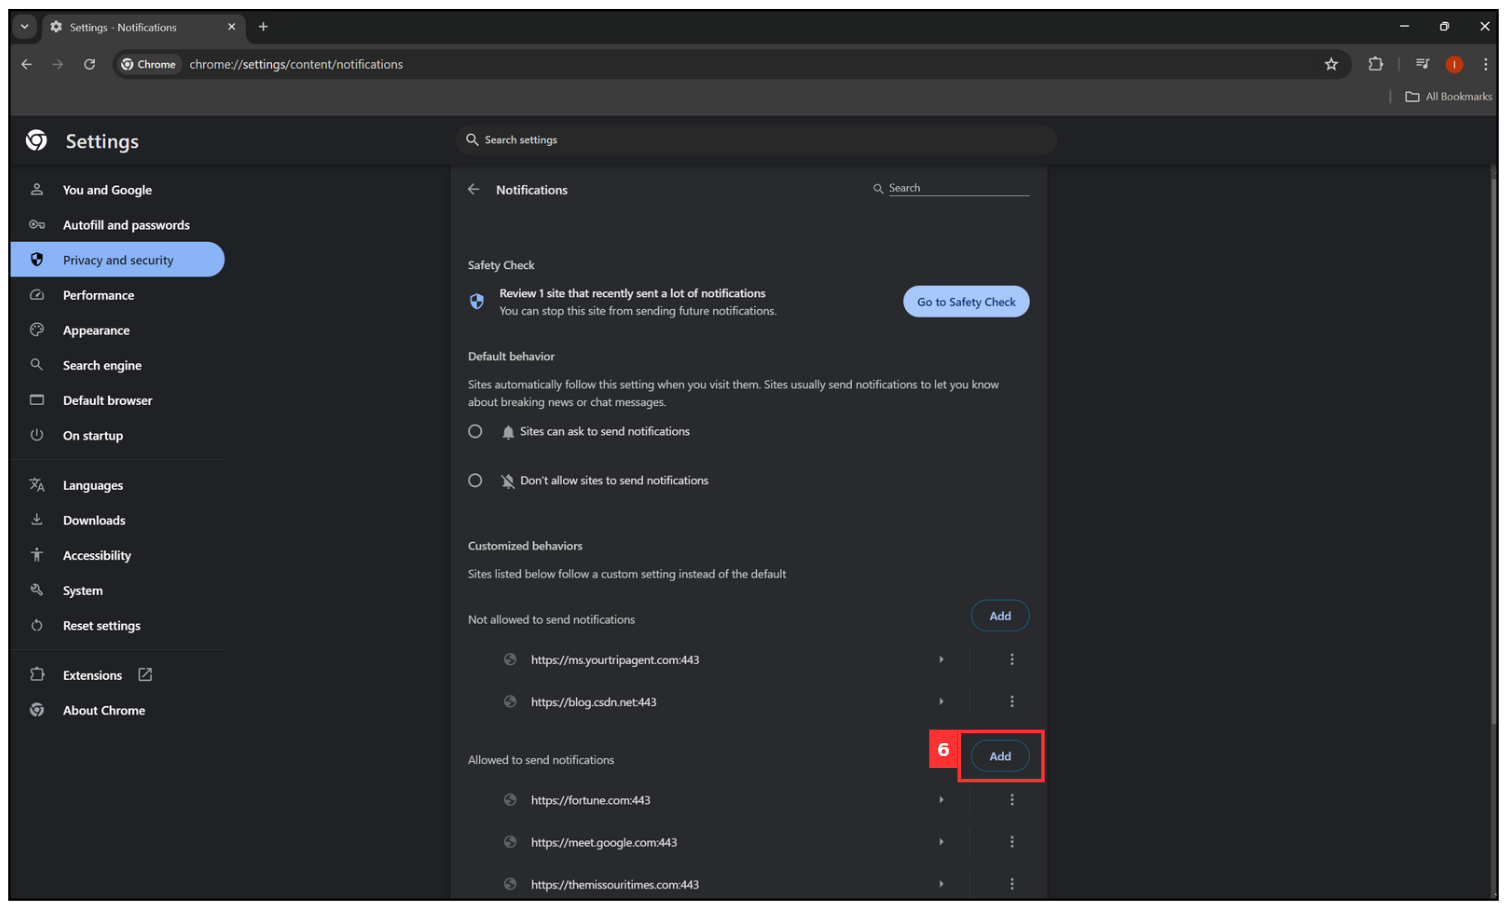 Settings - Notifications
Chrome chrome://settings/content/notifications
I
All Bookmarks
Settings
Search settings
You and Google
Autofill and passwords
Privacy and security
Performance
Appearance
Search engine
Default browser
On startup
Languages
Downloads
Accessibility
System
Reset settings
Extensions
About Chrome
Notifications
Search
Safety Check
Review 1 site that recently sent a lot of notifications
You can stop this site from sending future notifications.
Go to Safety Check
Default behavior
Sites automatically follow this setting when you visit them. Sites usually send notifications to let you know
about breaking news or chat messages.
Sites can ask to send notifications
Don't allow sites to send notifications
Customized behaviors
Sites listed below follow a custom setting instead of the default
Not allowed to send notifications
Add
https://ms.yourtripagent.com:443
https://blog.csdn.net:443
Allowed to send notifications
6
Add
https://fortune.com:443
https://meet.google.com:443
https://themissouritimes.com:443